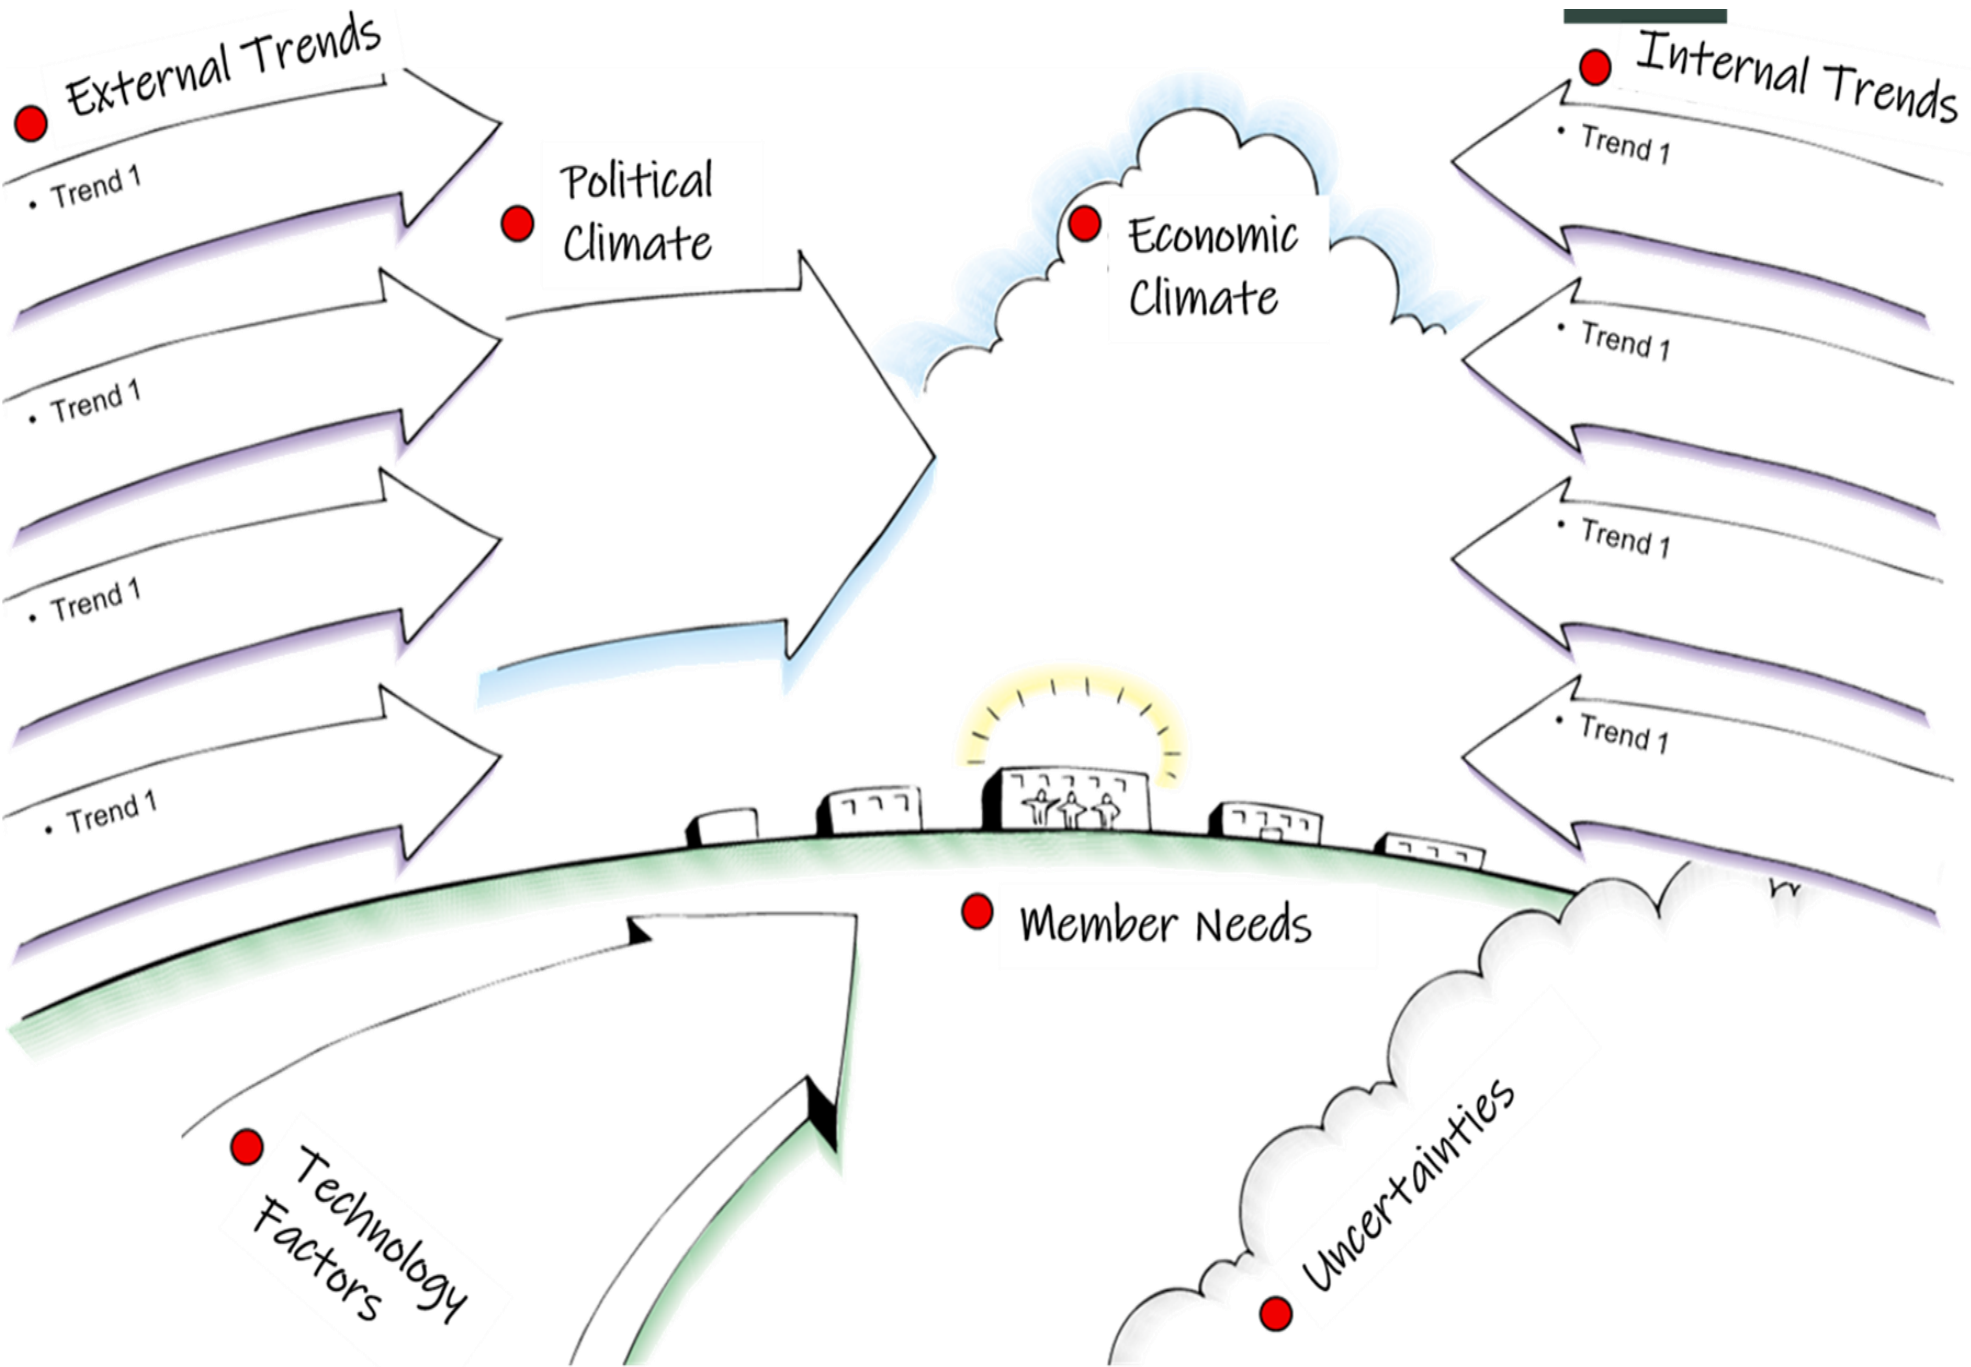 External Trends
• Trend 1
• Trend 1
• Trend 1
• Trend 1
Political
Climate
Economic
Climate
Internal Trends
• Trend 1
• Trend 1
• Trend 1
• Trend 1
Member Needs
Technology
Factors
Uncertainties